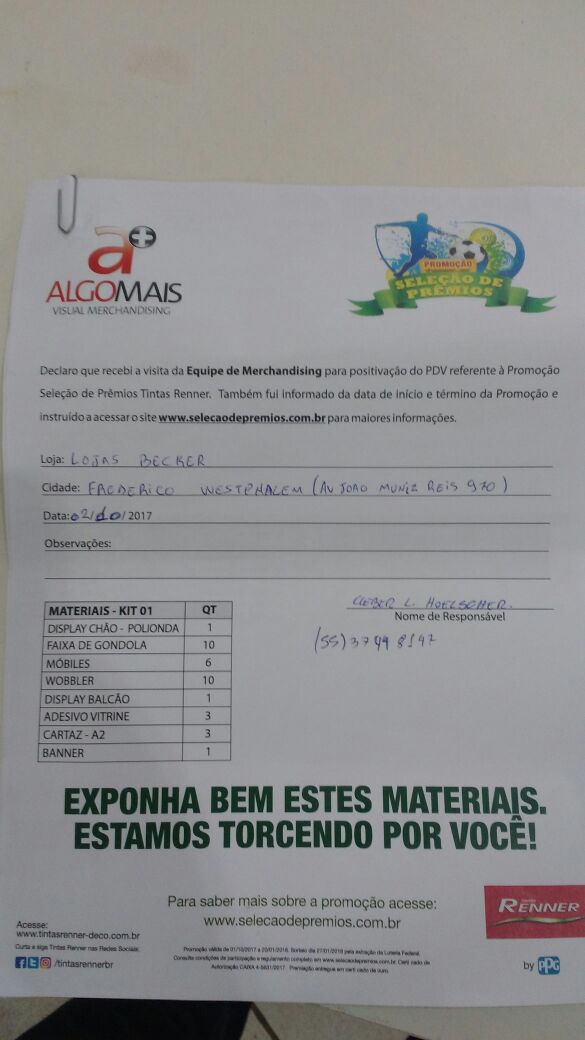 a+
ALGOMAIS
VISUAL MERCHANDISING
PROMOÇÃO
SELEÇÃO DE
PRÊMIOS
Declaro que recebi a visita da Equipe de Merchandising para positivação do PDV referente à Promoção
Seleção de Prêmios Tintas Renner. Também fui informado da data de início e término da Promoção e
instruído a acessar o site www.selecaodepremios.com.br para maiores informações.
Loja: LOJAS BECKER
Cidade: FREDERICO WESTPHALEM (AV JOAO MUNIZ REIS 970)
Data: 02/10/2017
Observações:
CLEBER L. HOELSCHER.
Nome de Responsável
(55) 3744 8147
MATERIAIS - KIT 01 QT
DISPLAY CHÃO - POLIONDA 1
FAIXA DE GONDOLA 10
MÓBILES 6
WOBBLER 10
DISPLAY BALCÃO 1
ADESIVO VITRINE 3
CARTAZ - A2 3
BANNER 1
EXPONHA BEM ESTES MATERIAIS.
ESTAMOS TORCENDO POR VOCÊ!
Para saber mais sobre a promoção acesse:
www.selecaodepremios.com.br
RENNER
by PPG
Acesse:
www.tintasrenner-deco.com.br
Curta e siga Tintas Renner nas Redes Sociais:
/tintasrennerbr
Promoção válida de 01/10/2017 a 20/01/2018. Sorteio dia 27/01/2018 pela extração da Loteria Federal.
Consulte condições de participação e regulamento completo em www.selecaodepremios.com.br. Certi cado de
Autorização CAIXA 4-0631/2017. Premiação entregue em certi cado de ouro.